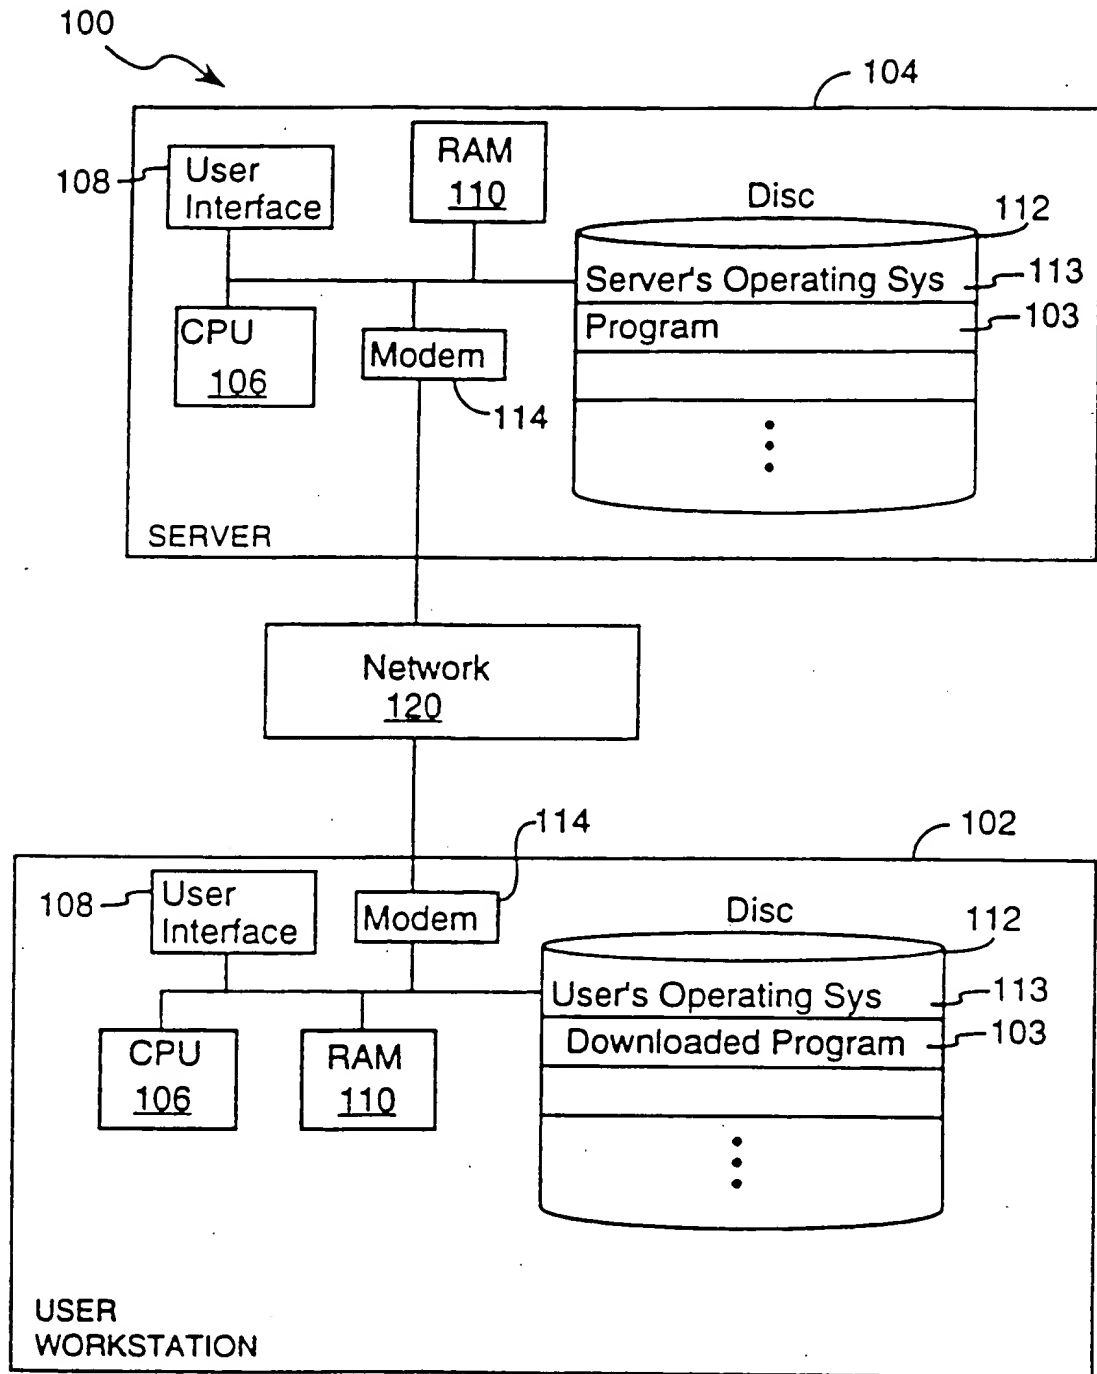 100
104
108
User
Interface
RAM
110
Disc
112
Server's Operating Sys
113
Program
103
CPU
106
Modem
114
SERVER
Network
120
114
102
108
User
Interface
Modem
Disc
112
User's Operating Sys
113
Downloaded Program
103
CPU
106
RAM
110
USER
WORKSTATION